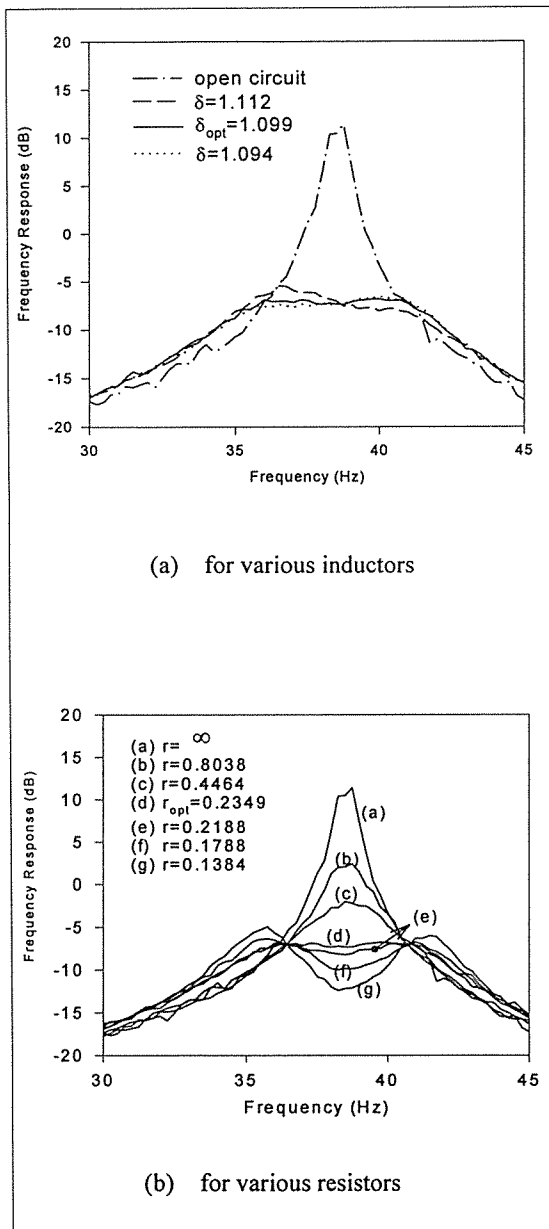 20
15
10
5
0
-5
-10
-15
-20
Frequency Response (dB)
open circuit
δ=1.112
δopt=1.099
δ=1.094
30 35 40 45
Frequency (Hz)
(a) for various inductors
20
15
10
5
0
-5
-10
-15
-20
Frequency Response (dB)
(a) r= ∞
(b) r=0.8038
(c) r=0.4464
(d) ropt=0.2349
(e) r=0.2188
(f) r=0.1788
(g) r=0.1384
(a)
(b)
(c)
(e)
(d)
(f)
(g)
30 35 40 45
Frequency (Hz)
(b) for various resistors